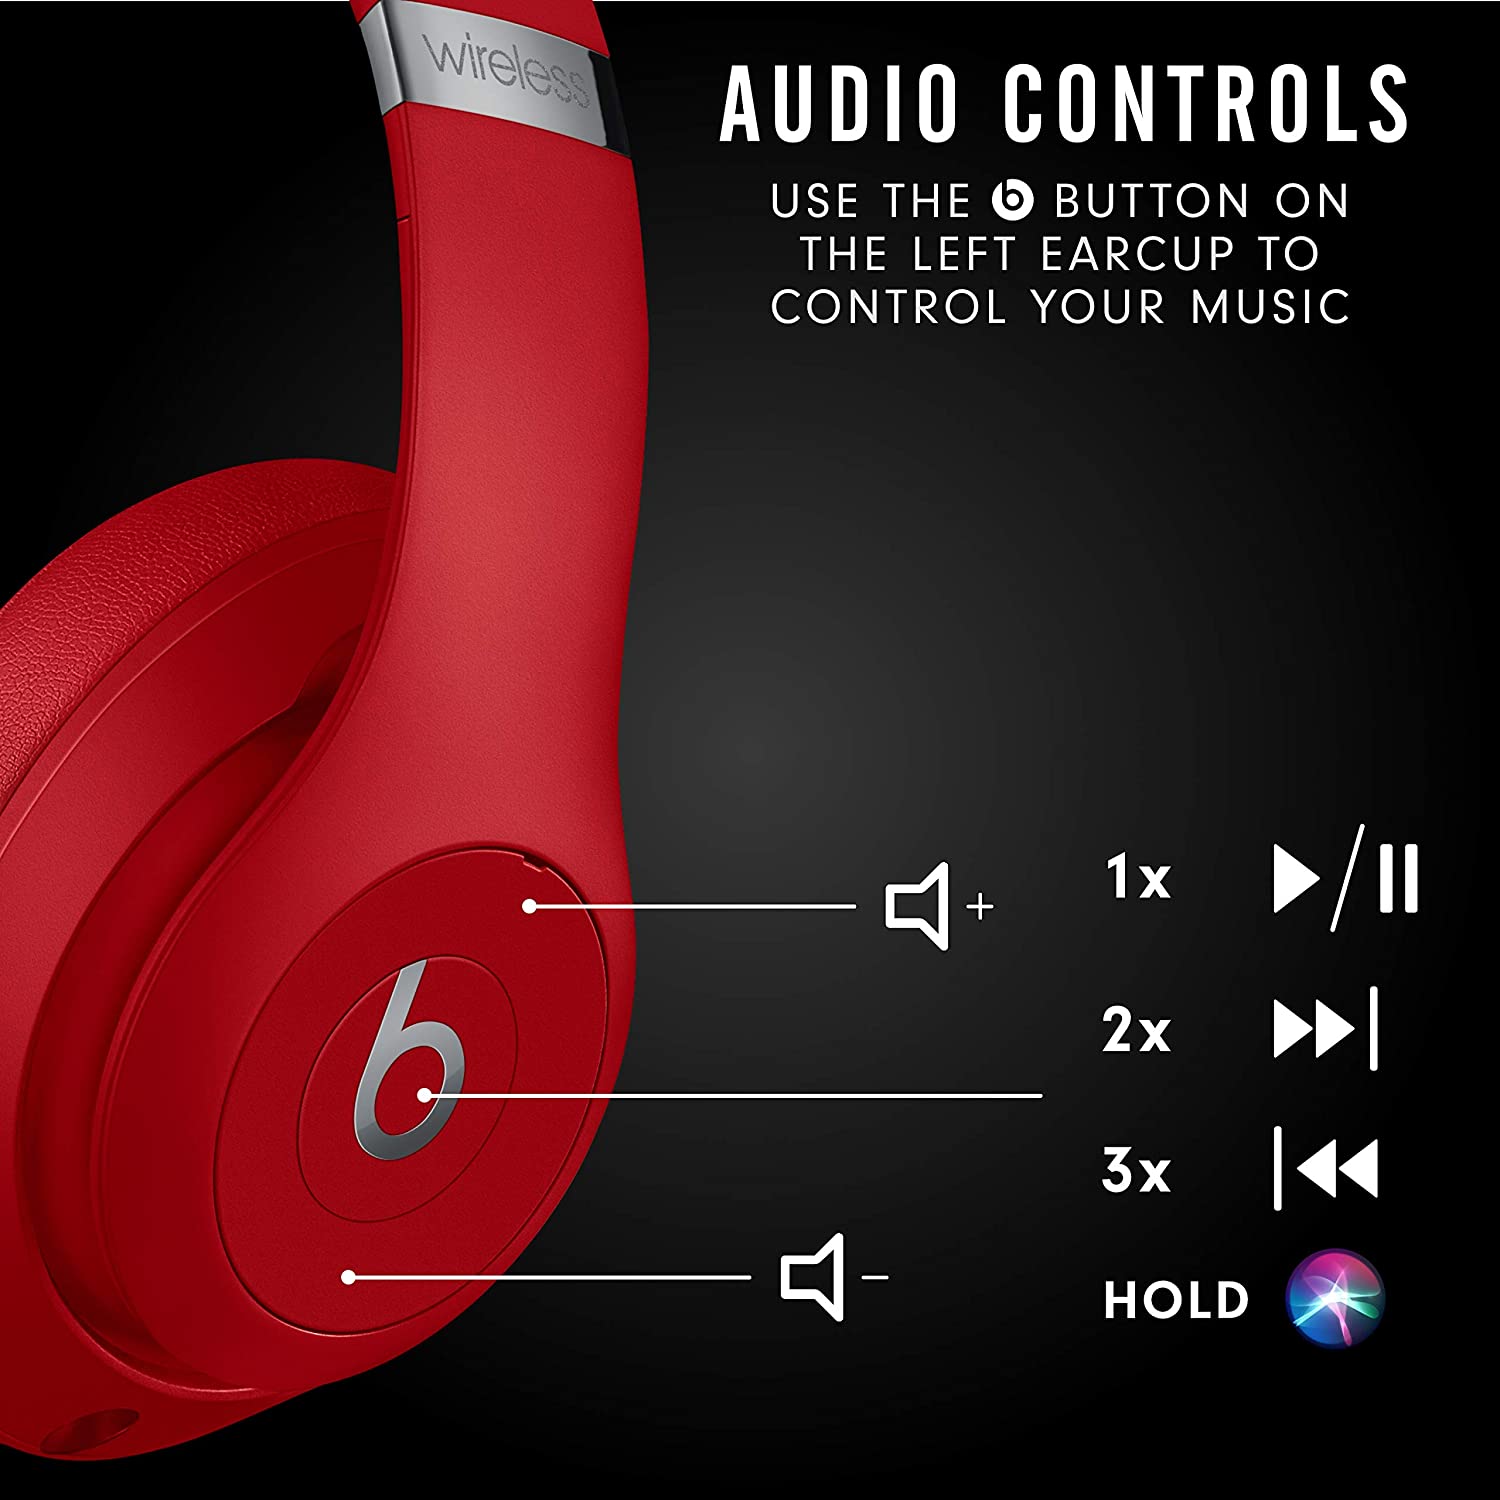 wireless
AUDIO CONTROLS
USE THE b BUTTON ON
THE LEFT EARCUP TO
CONTROL YOUR MUSIC
1x
+
2x
b
3x
−
HOLD